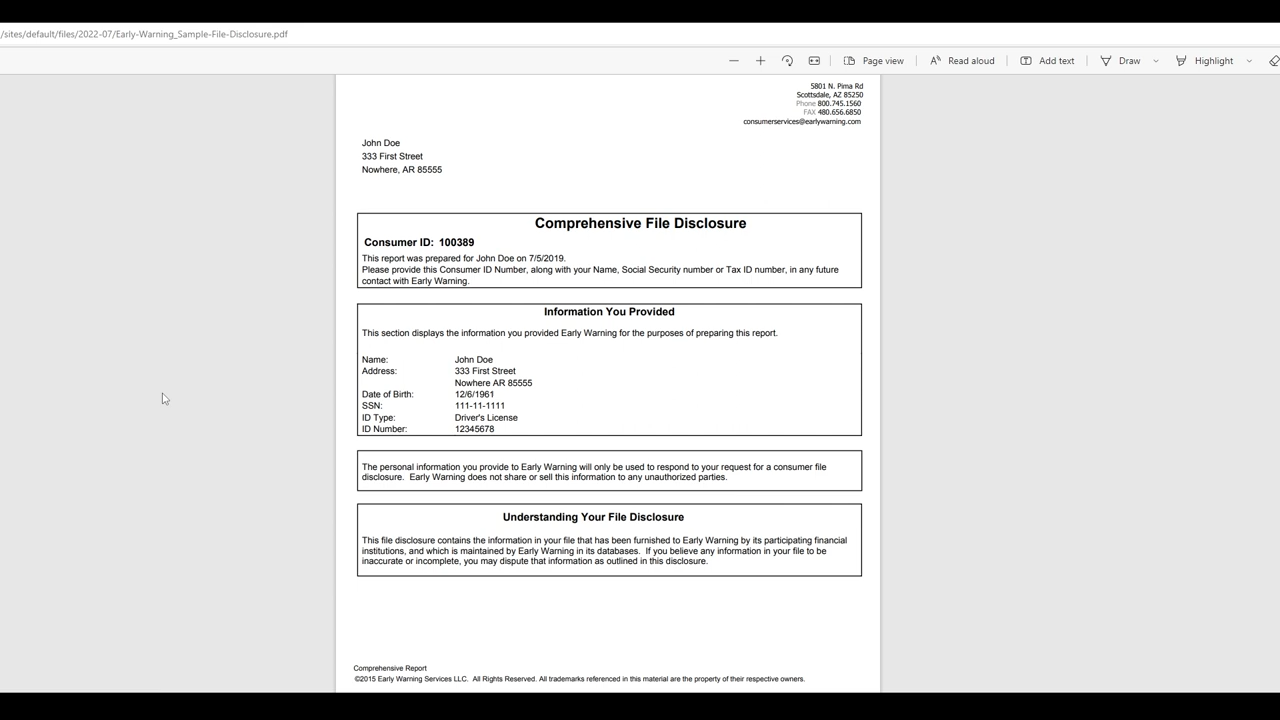 /sites/default/files/2022-07/Early-Warning_Sample-File-Disclosure.pdf
Page view
Read aloud
Add text
Draw
Highlight
5801 N. Pima Rd
Scottsdale, AZ 85250
Phone 800.745.1560
FAX 480.656.6850
consumerservices@earlywarning.com
John Doe
333 First Street
Nowhere, AR 85555
Comprehensive File Disclosure
Consumer ID: 100389
This report was prepared for John Doe on 7/5/2019.
Please provide this Consumer ID Number, along with your Name, Social Security number or Tax ID number, in any future
contact with Early Warning.
Information You Provided
This section displays the information you provided Early Warning for the purposes of preparing this report.
Name: John Doe
Address: 333 First Street
Nowhere AR 85555
Date of Birth: 12/6/1961
SSN: 111-11-1111
ID Type: Driver's License
ID Number: 12345678
The personal information you provide to Early Warning will only be used to respond to your request for a consumer file
disclosure. Early Warning does not share or sell this information to any unauthorized parties.
Understanding Your File Disclosure
This file disclosure contains the information in your file that has been furnished to Early Warning by its participating financial
institutions, and which is maintained by Early Warning in its databases. If you believe any information in your file to be
inaccurate or incomplete, you may dispute that information as outlined in this disclosure.
Comprehensive Report
©2015 Early Warning Services LLC. All Rights Reserved. All trademarks referenced in this material are the property of their respective owners.